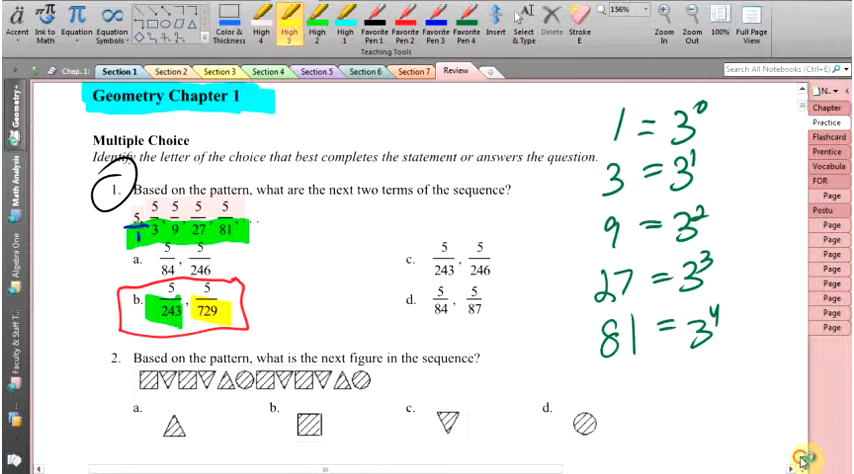 156%
Accent Ink to Math Equation Equation Symbols Color & Thickness High 4 High 3 High 2 High 1 Favorite Pen 1 Favorite Pen 2 Favorite Pen 3 Favorite Pen 4 Insert Select & Type Delete Stroke E Zoom In Zoom Out 100% Full Page View
Teaching Tools
Chap. 1: Section 1 Section 2 Section 3 Section 4 Section 5 Section 6 Section 7 Review Search All Notebooks (Ctrl+E)
Geometry+
Math Analysis
Algebra One
Faculty & Staff T...
Geometry Chapter 1
Multiple Choice
Identify the letter of the choice that best completes the statement or answers the question.
1. Based on the pattern, what are the next two terms of the sequence?
5/1, 5/3, 5/9, 5/27, 5/81, . . .
a. 5/84, 5/246
c. 5/243, 5/246
b. 5/243, 5/729
d. 5/84, 5/87
2. Based on the pattern, what is the next figure in the sequence?
a. b. c. d.
1 = 3⁰
3 = 3¹
9 = 3²
27 = 3³
81 = 3⁴
N...
Chapter
Practice
Flashcard
Prentice
Vocabula
FOR
Page
Postu
Page
Page
Page
Page
Page
Page
Page
Page